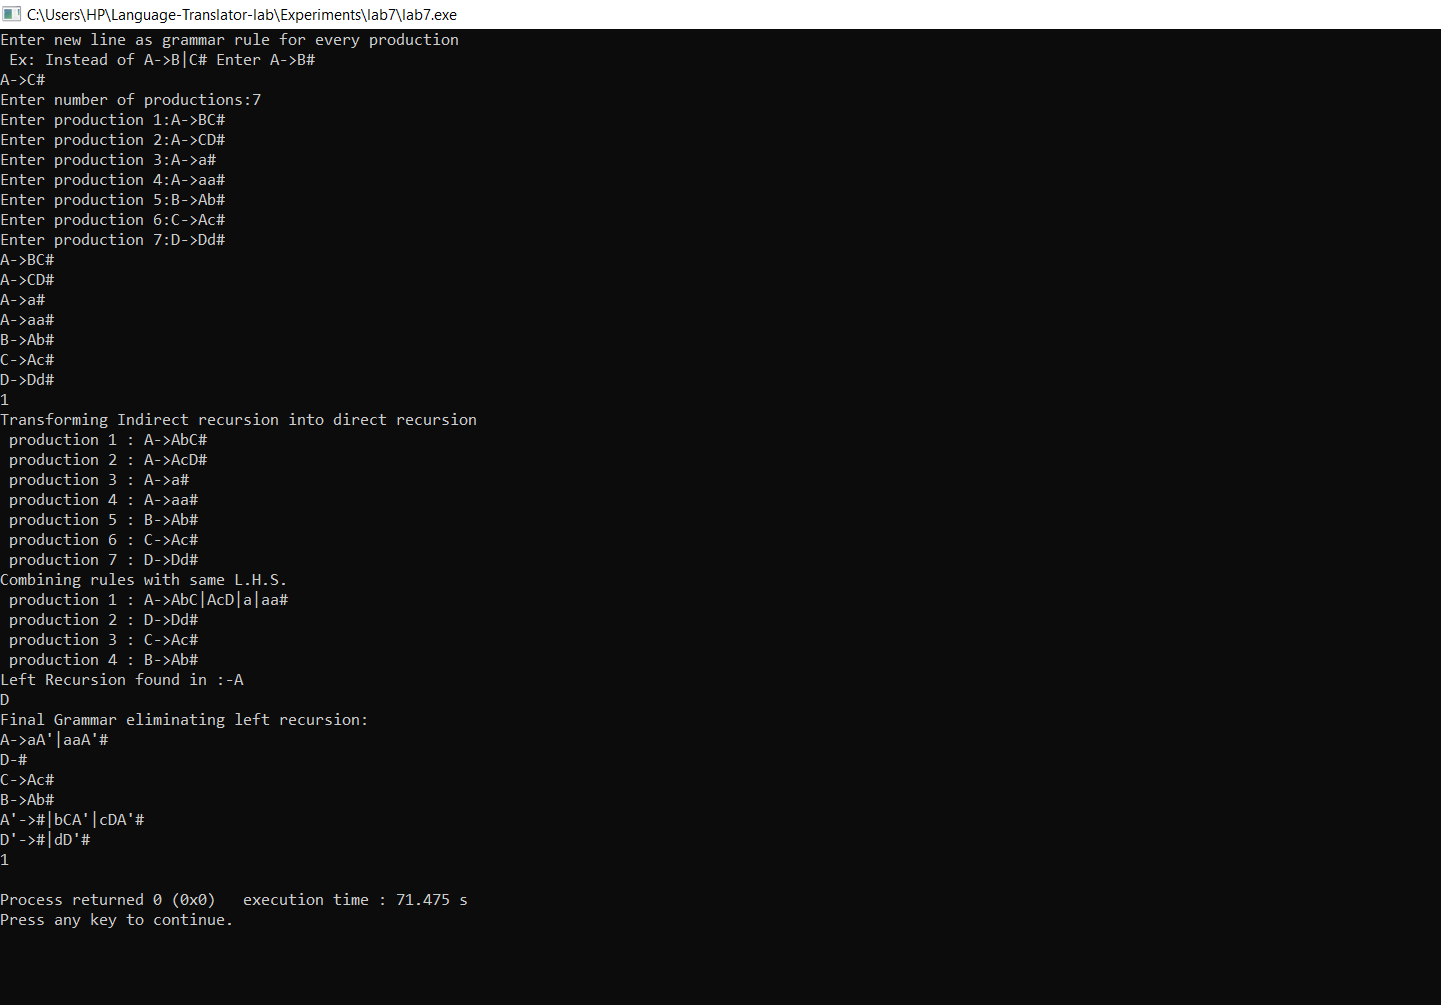 C:\Users\HP\Language-Translator-lab\Experiments\lab7\lab7.exe
Enter new line as grammar rule for every production
 Ex: Instead of A->B|C# Enter A->B#
A->C#
Enter number of productions:7
Enter production 1:A->BC#
Enter production 2:A->CD#
Enter production 3:A->a#
Enter production 4:A->aa#
Enter production 5:B->Ab#
Enter production 6:C->Ac#
Enter production 7:D->Dd#
A->BC#
A->CD#
A->a#
A->aa#
B->Ab#
C->Ac#
D->Dd#
1
Transforming Indirect recursion into direct recursion
 production 1 : A->AbC#
 production 2 : A->AcD#
 production 3 : A->a#
 production 4 : A->aa#
 production 5 : B->Ab#
 production 6 : C->Ac#
 production 7 : D->Dd#
Combining rules with same L.H.S.
 production 1 : A->AbC|AcD|a|aa#
 production 2 : D->Dd#
 production 3 : C->Ac#
 production 4 : B->Ab#
Left Recursion found in :-A
D
Final Grammar eliminating left recursion:
A->aA'|aaA'#
D-#
C->Ac#
B->Ab#
A'->#|bCA'|cDA'#
D'->#|dD'#
1
Process returned 0 (0x0)   execution time : 71.475 s
Press any key to continue.